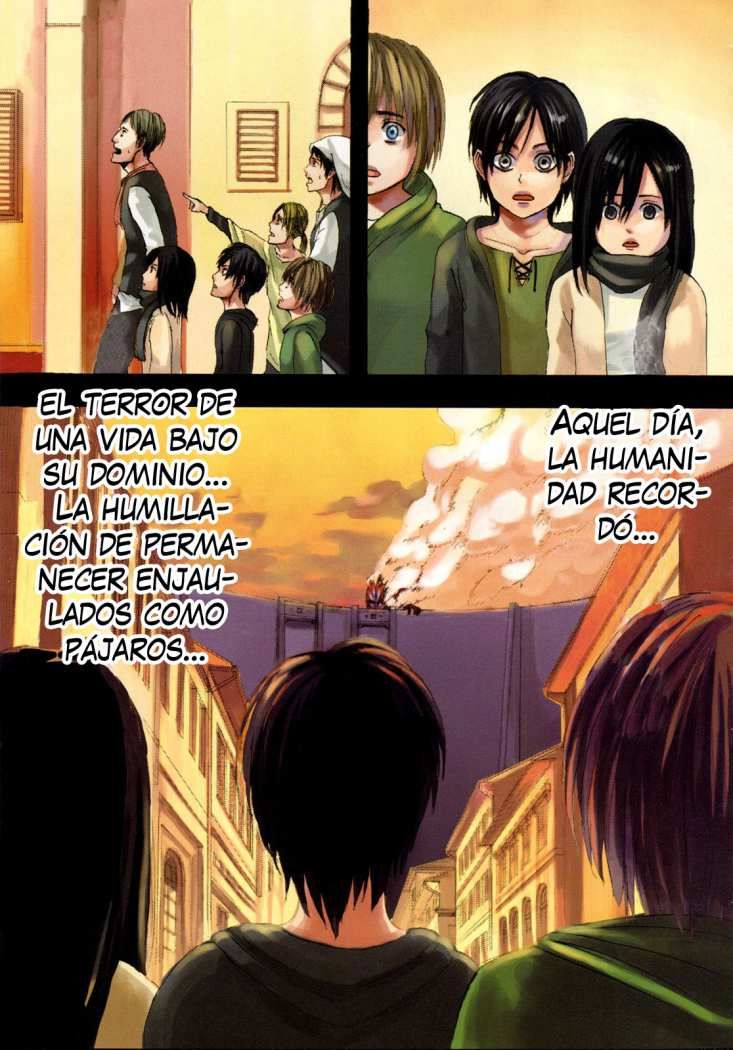 AQUEL DÍA,
LA HUMANI-
DAD RECOR-
DÓ...
EL TERROR DE
UNA VIDA BAJO
SU DOMINIO...
LA HUMILLA-
CIÓN DE PERMA-
NECER ENJAU-
LADOS COMO
PÁJAROS...